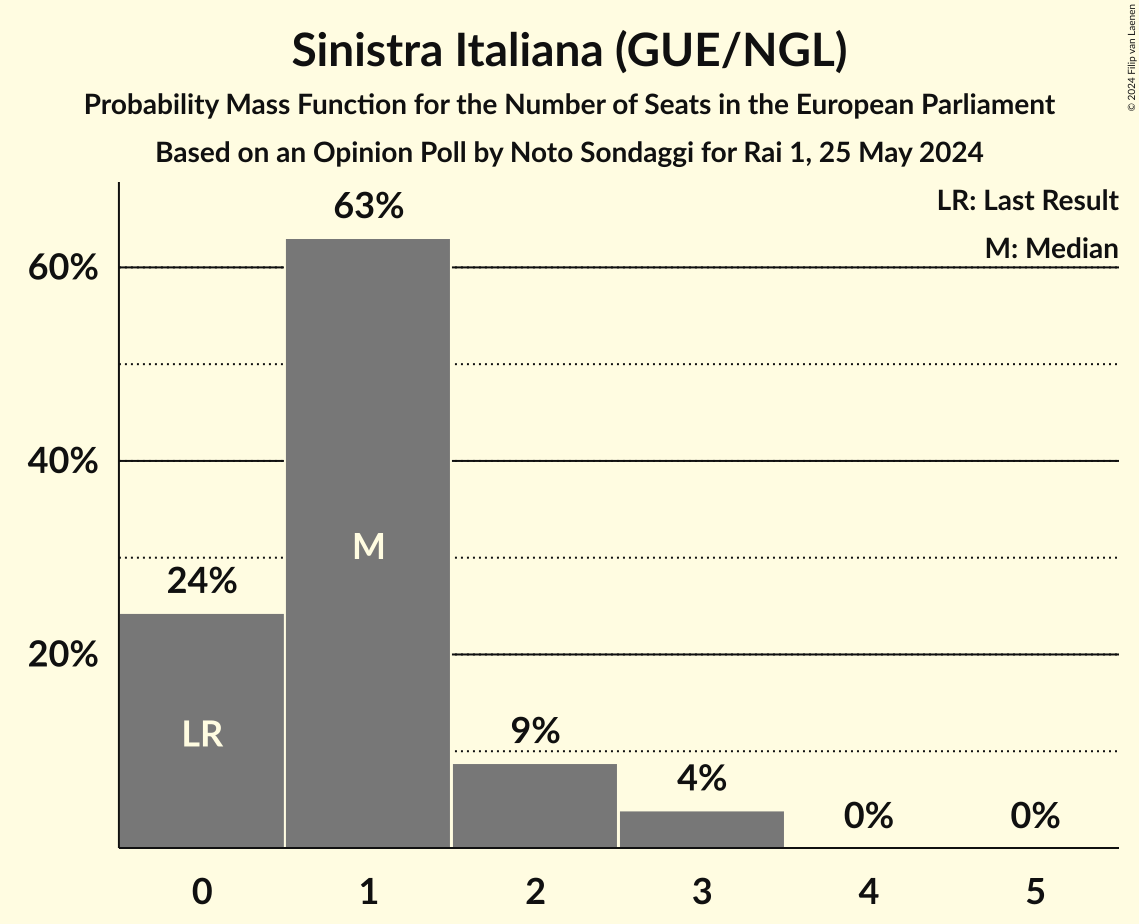 Sinistra Italiana (GUE/NGL)
Probability Mass Function for the Number of Seats in the European Parliament
Based on an Opinion Poll by Noto Sondaggi for Rai 1, 25 May 2024
© 2024 Filip van Laenen
LR: Last Result
M: Median
60%
40%
20%
24%
63%
9%
4%
0%
0%
LR
M
0
1
2
3
4
5